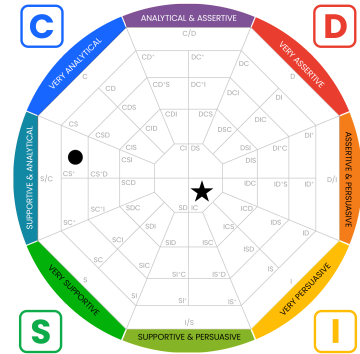 C
D
ANALYTICAL & ASSERTIVE
C/D
VERY ANALYTICAL
VERY ASSERTIVE
CD"
DC"
C
DC
D
CD"S
DC"I
CD
DCI
DI
CDS
DIC
CDI
DCS
CS
CID
DSC
DI"
CSD
CIS
CI
DS
DSI
DI"C
CSI
DIS
SUPPORTIVE & ANALYTICAL
ASSERTIVE & PERSUASIVE
S/C
CS"
CS"D
SCD
IDC
ID"S
ID"
D/I
SC"
SC"I
SDC
SD
IC
IDS
ID
SCI
SDI
ICS
ISD
SC
SID
ISC
ICD
SIC
SI"C
IS"D
IS
SI
S
I
SI"
IS"
VERY SUPPORTIVE
VERY PERSUASIVE
I/S
SUPPORTIVE & PERSUASIVE
S
I